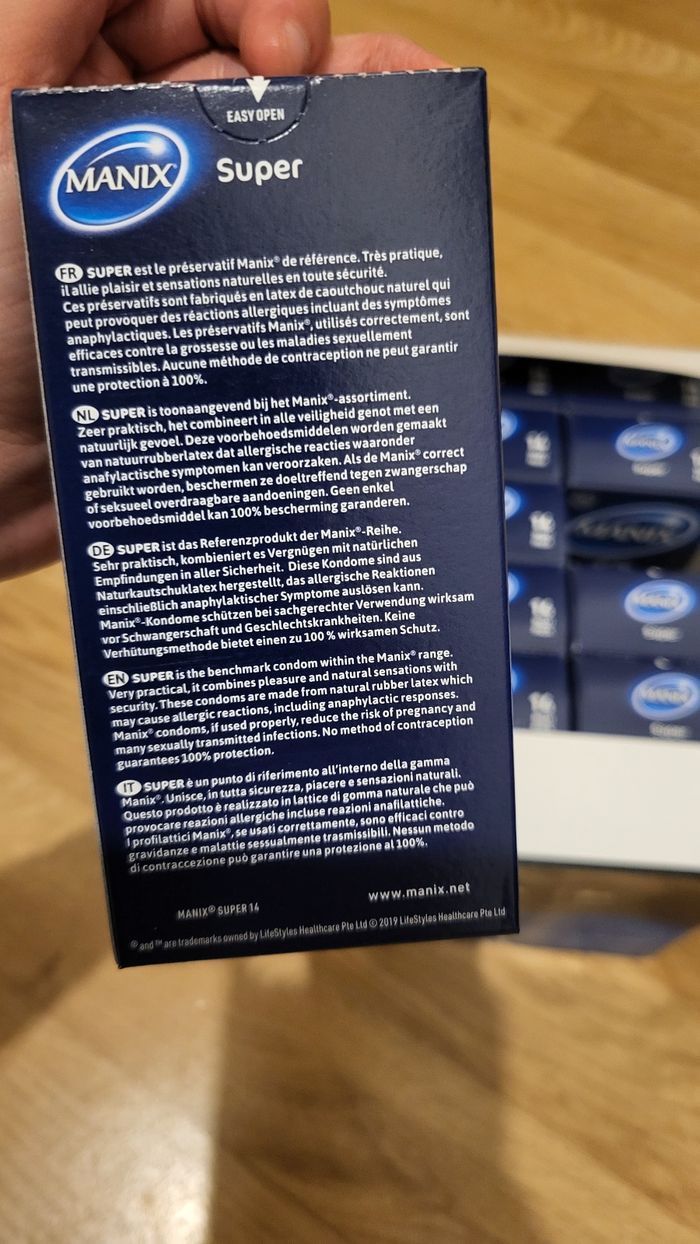 EASY OPEN
MANIX
Super
FR SUPER est le préservatif Manix® de référence. Très pratique,
il allie plaisir et sensations naturelles en toute sécurité.
Ces préservatifs sont fabriqués en latex de caoutchouc naturel qui
peut provoquer des réactions allergiques incluant des symptômes
anaphylactiques. Les préservatifs Manix®, utilisés correctement, sont
efficaces contre la grossesse ou les maladies sexuellement
transmissibles. Aucune méthode de contraception ne peut garantir
une protection à 100%.
NL SUPER is toonaangevend bij het Manix®-assortiment.
Zeer praktisch, het combineert in alle veiligheid genot met een
natuurlijk gevoel. Deze voorbehoedsmiddelen worden gemaakt
van natuurrubberlatex dat allergische reacties waaronder
anafylactische symptomen kan veroorzaken. Als de Manix® correct
gebruikt worden, beschermen ze doeltreffend tegen zwangerschap
of seksueel overdraagbare aandoeningen. Geen enkel
voorbehoedsmiddel kan 100% bescherming garanderen.
DE SUPER ist das Referenzprodukt der Manix®-Reihe.
Sehr praktisch, kombiniert es Vergnügen mit natürlichen
Empfindungen in aller Sicherheit. Diese Kondome sind aus
Naturkautschuklatex hergestellt, das allergische Reaktionen
einschließlich anaphylaktischer Symptome auslösen kann.
Manix®-Kondome schützen bei sachgerechter Verwendung wirksam
vor Schwangerschaft und Geschlechtskrankheiten. Keine
Verhütungsmethode bietet einen zu 100 % wirksamen Schutz.
EN SUPER is the benchmark condom within the Manix® range.
Very practical, it combines pleasure and natural sensations with
security. These condoms are made from natural rubber latex which
may cause allergic reactions, including anaphylactic responses.
Manix® condoms, if used properly, reduce the risk of pregnancy and
many sexually transmitted infections. No method of contraception
guarantees 100% protection.
IT SUPER è un punto di riferimento all'interno della gamma
Manix®. Unisce, in tutta sicurezza, piacere e sensazioni naturali.
Questo prodotto è realizzato in lattice di gomma naturale che può
provocare reazioni allergiche incluse reazioni anafilattiche.
I profilattici Manix®, se usati correttamente, sono efficaci contro
gravidanze e malattie sessualmente trasmissibili. Nessun metodo
di contraccezione può garantire una protezione al 100%.
MANIX® SUPER 14
www.manix.net
® and ™ are trademarks owned by LifeStyles Healthcare Pte Ltd © 2019 LifeStyles Healthcare Pte Ltd
MANIX
MANIX
MANIX
MANIX